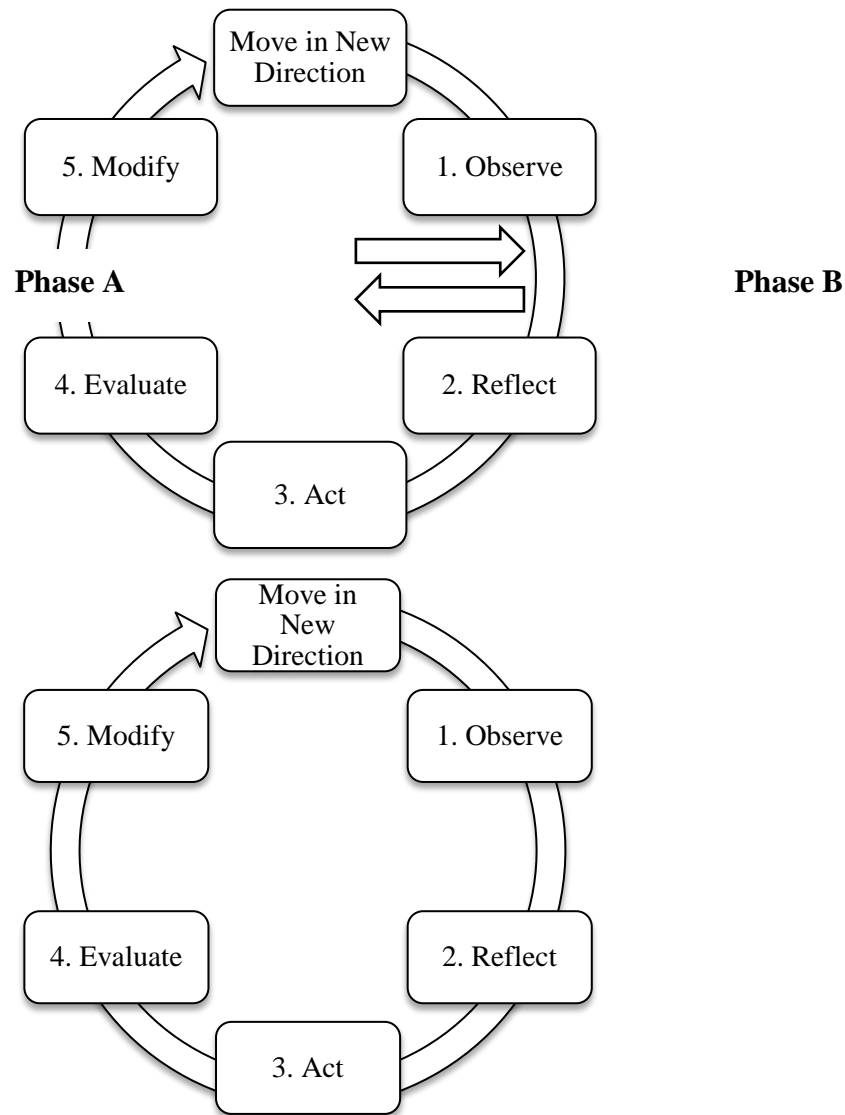 Move in New
Direction
5. Modify
1. Observe
Phase A
Phase B
4. Evaluate
2. Reflect
3. Act
Move in
New
Direction
5. Modify
1. Observe
4. Evaluate
2. Reflect
3. Act